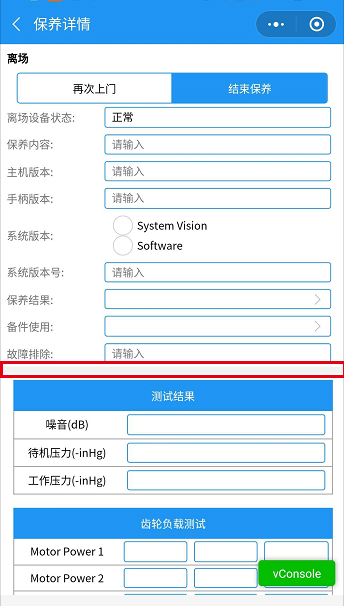 保养详情
离场
再次上门
结束保养
离场设备状态:
正常
保养内容:
请输入
主机版本:
请输入
手柄版本:
请输入
系统版本:
System Vision
Software
系统版本号:
请输入
保养结果:
备件使用:
故障排除:
请输入
测试结果
噪音(dB)
待机压力(-inHg)
工作压力(-inHg)
齿轮负载测试
Motor Power 1
Motor Power 2
vConsole